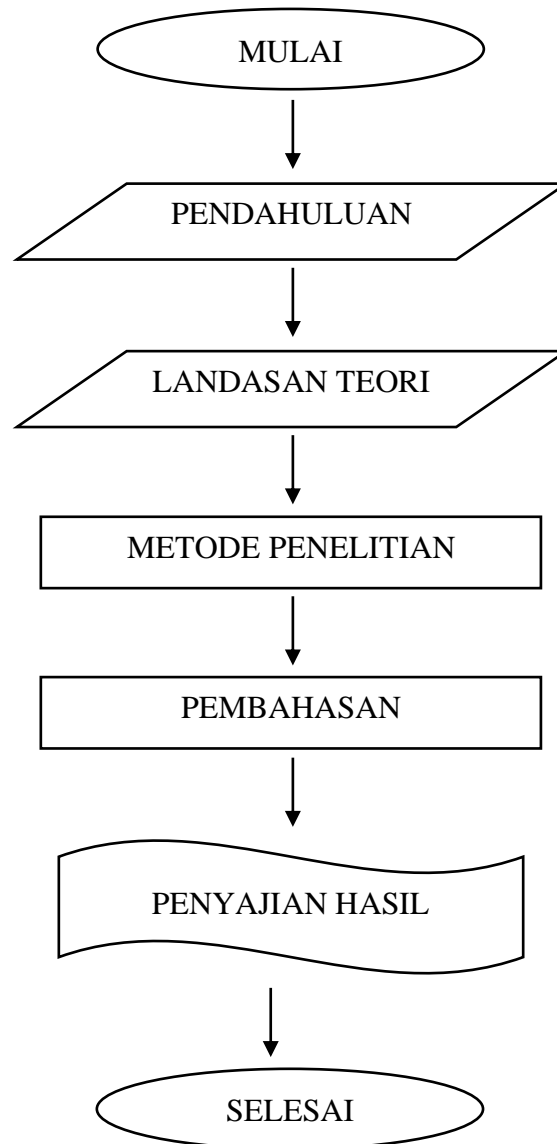 MULAI
PENDAHULUAN
LANDASAN TEORI
METODE PENELITIAN
PEMBAHASAN
PENYAJIAN HASIL
SELESAI